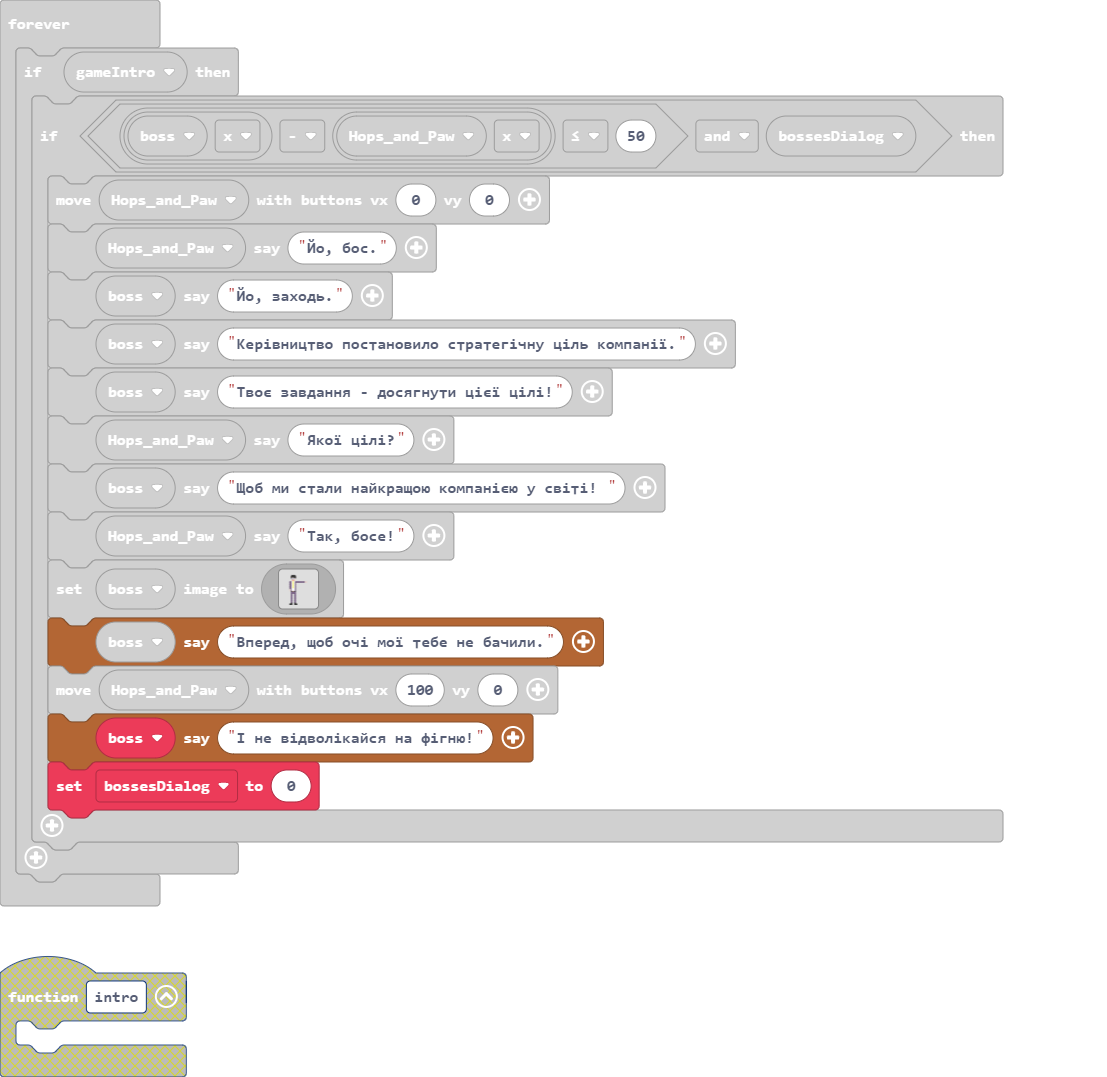 forever
if gameIntro then
if boss x - Hops_and_Paw x ≤ 50 and bossesDialog then
move Hops_and_Paw with buttons vx 0 vy 0
Hops_and_Paw say "Йо, бос."
boss say "Йо, заходь."
boss say "Керівництво постановило стратегічну ціль компанії."
boss say "Твоє завдання - досягнути цієї цілі!"
Hops_and_Paw say "Якої цілі?"
boss say "Щоб ми стали найкращою компанією у світі! "
Hops_and_Paw say "Так, босе!"
set boss image to
boss say "Вперед, щоб очі мої тебе не бачили."
move Hops_and_Paw with buttons vx 100 vy 0
boss say "І не відволікайся на фігню!"
set bossesDialog to 0
function intro